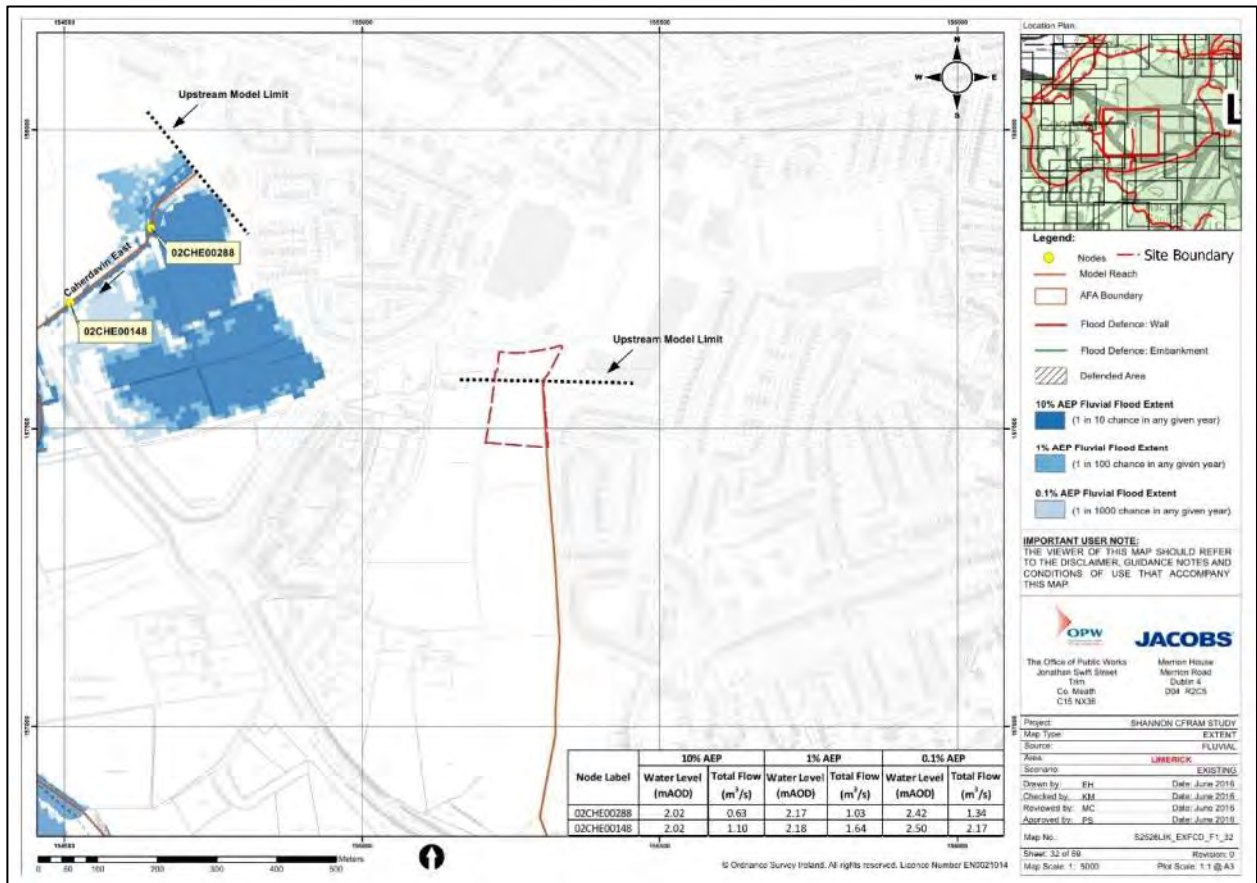 154500 155000 155500 156000
158000 158000
157500 157500
157000 157000
N
W E
S
Upstream Model Limit
02CHE00288
Caherdavin East
02CHE00148
Upstream Model Limit
10% AEP 1% AEP 0.1% AEP
Node Label Water Level (mAOD) Total Flow (m³/s) Water Level (mAOD) Total Flow (m³/s) Water Level (mAOD) Total Flow (m³/s)
02CHE00288 2.02 0.63 2.17 1.03 2.42 1.34
02CHE00148 2.02 1.10 2.18 1.64 2.50 2.17
Meters
0 50 100 200 300 400 500
© Ordnance Survey Ireland. All rights reserved. Licence Number EN0021014
Location Plan:
L
Legend:
Nodes
Site Boundary
Model Reach
AFA Boundary
Flood Defence: Wall
Flood Defence: Embankment
Defended Area
10% AEP Fluvial Flood Extent
(1 in 10 chance in any given year)
1% AEP Fluvial Flood Extent
(1 in 100 chance in any given year)
0.1% AEP Fluvial Flood Extent
(1 in 1000 chance in any given year)
IMPORTANT USER NOTE:
THE VIEWER OF THIS MAP SHOULD REFER
TO THE DISCLAIMER, GUIDANCE NOTES AND
CONDITIONS OF USE THAT ACCOMPANY
THIS MAP
OPW
The Office of Public Works
Jonathan Swift Street
Trim
Co. Meath
C15 NX36
JACOBS
Merrion House
Merrion Road
Dublin 4
D04 R2C5
Project: SHANNON CFRAM STUDY
Map Type: EXTENT
Source: FLUVIAL
Area: LIMERICK
Scenario: EXISTING
Drawn by: EH Date: June 2016
Checked by: KM Date: June 2016
Reviewed by: MC Date: June 2016
Approved by: PS Date: June 2016
Map No.: S2526LIK_EXFCD_F1_32
Sheet: 32 of 59 Revision: 0
Map Scale: 1: 5000 Plot Scale: 1:1 @ A3